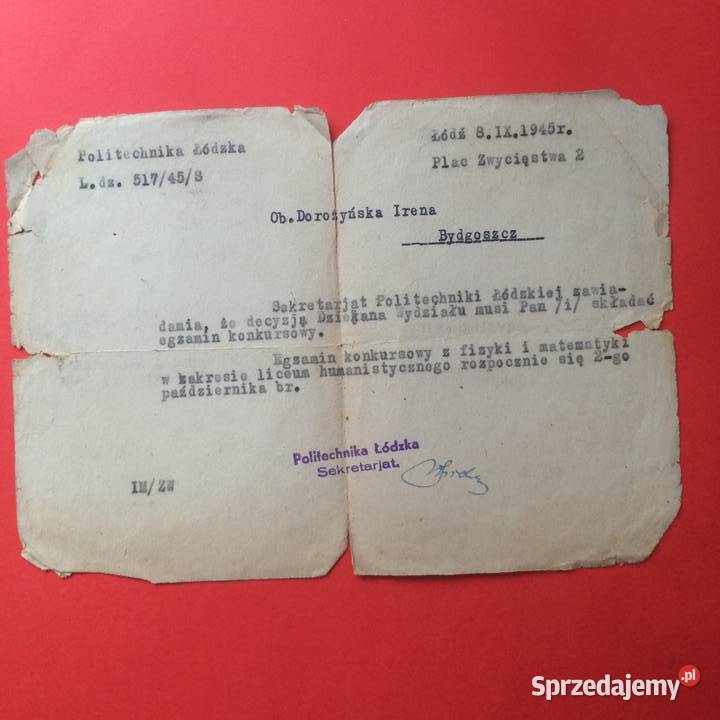 Politechnika Łódzka
L.dz. 517/45/S
Łódź 8.IX.1945r.
Plac Zwycięstwa 2
Ob.Dorożyńska Irena
Bydgoszcz
Sekretarjat Politechniki Łódzkiej zawia-
damia, że decyzją Dziekana Wydziału musi Pan /i/ składać
egzamin konkursowy.
Egzamin konkursowy z fizyki i matematyki
w zakresie liceum humanistycznego rozpocznie się 2-go
października br.
Politechnika Łódzka
Sekretarjat.
IM/ZW
Sprzedajemy.pl